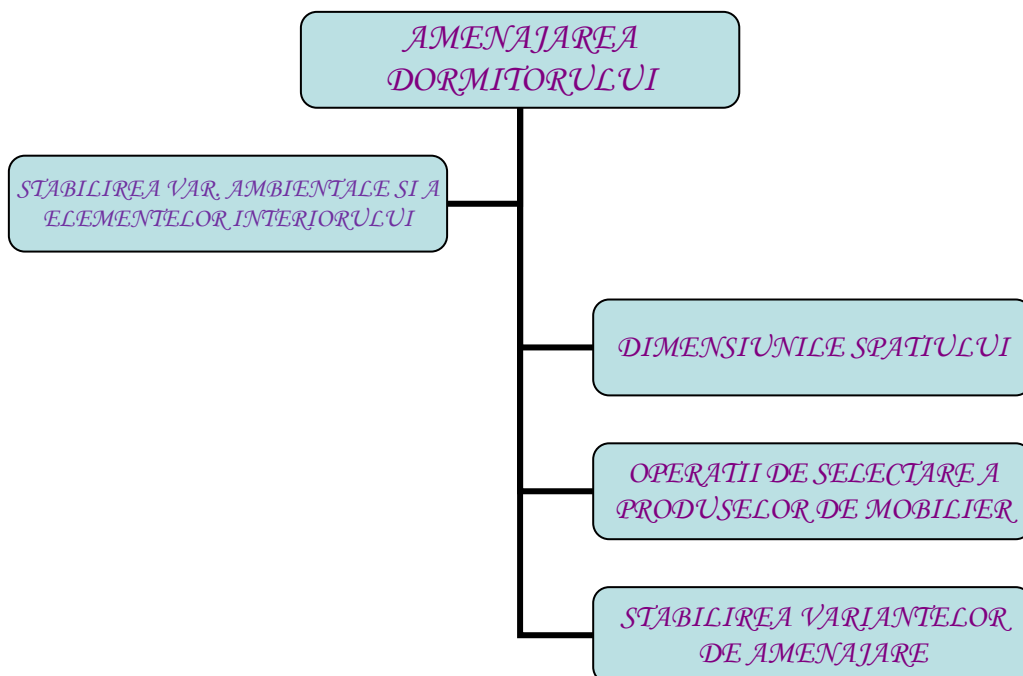 AMENAJAREA
DORMITORULUI
STABILIREA VAR. AMBIENTALE SI A
ELEMENTELOR INTERIORULUI
DIMENSIUNILE SPATIULUI
OPERATII DE SELECTARE A
PRODUSELOR DE MOBILIER
STABILIREA VARIANTELOR
DE AMENAJARE